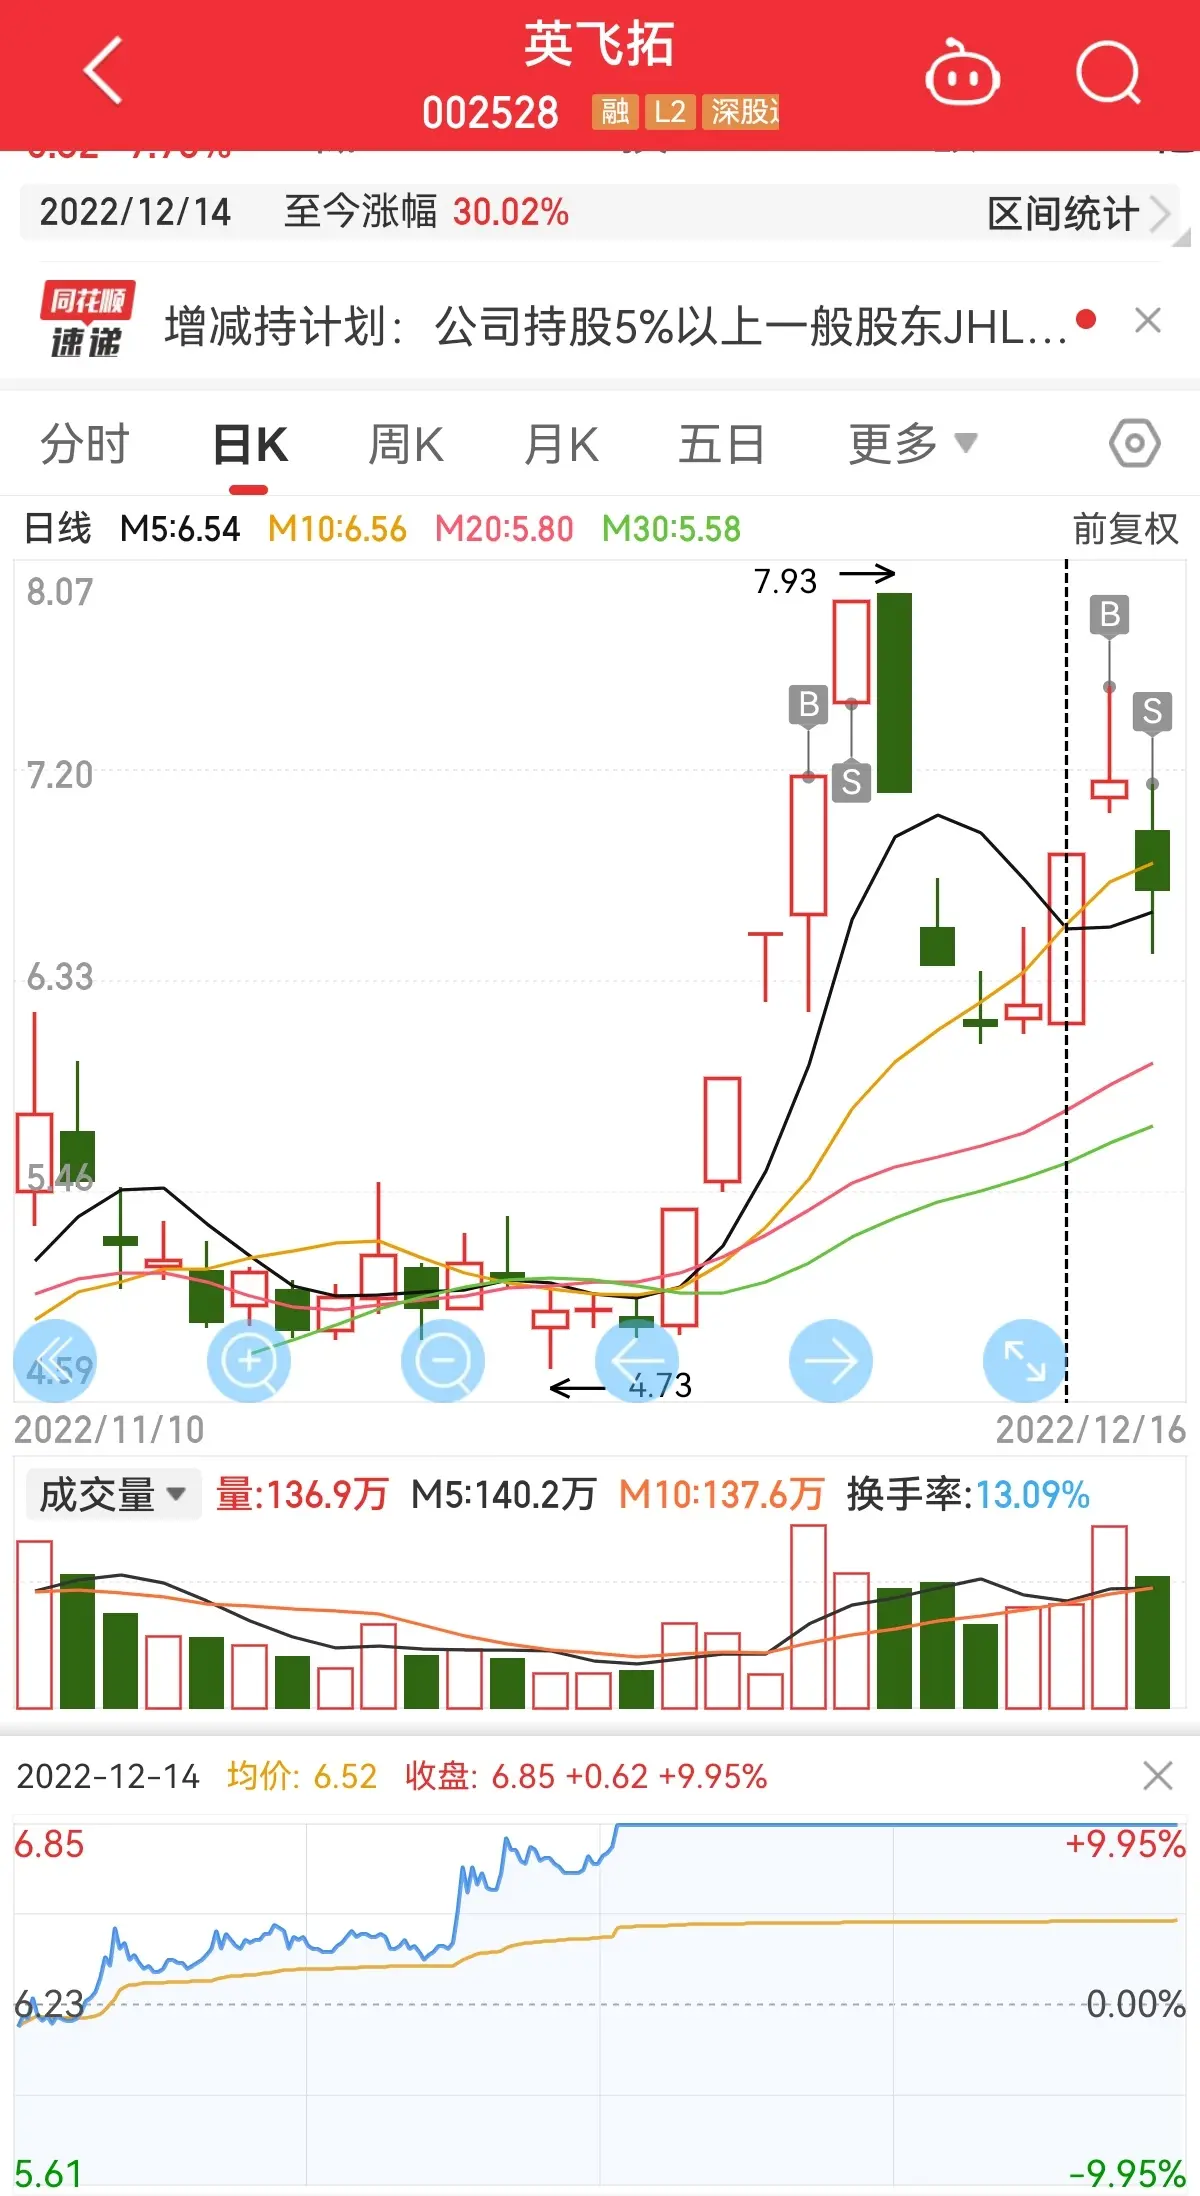 英飞拓
002528 融 L2 深股通
2022/12/14 至今涨幅 30.02% 区间统计
同花顺
速递
增减持计划：公司持股5%以上一般股东JHL...
分时 日K 周K 月K 五日 更多
日线 M5:6.54 M10:6.56 M20:5.80 M30:5.58 前复权
8.07
7.93
B
B
S
S
7.20
6.33
5.46
4.59
4.73
2022/11/10 2022/12/16
成交量 量:136.9万 M5:140.2万 M10:137.6万 换手率:13.09%
2022-12-14 均价: 6.52 收盘: 6.85 +0.62 +9.95%
6.85 +9.95%
6.23 0.00%
5.61 -9.95%